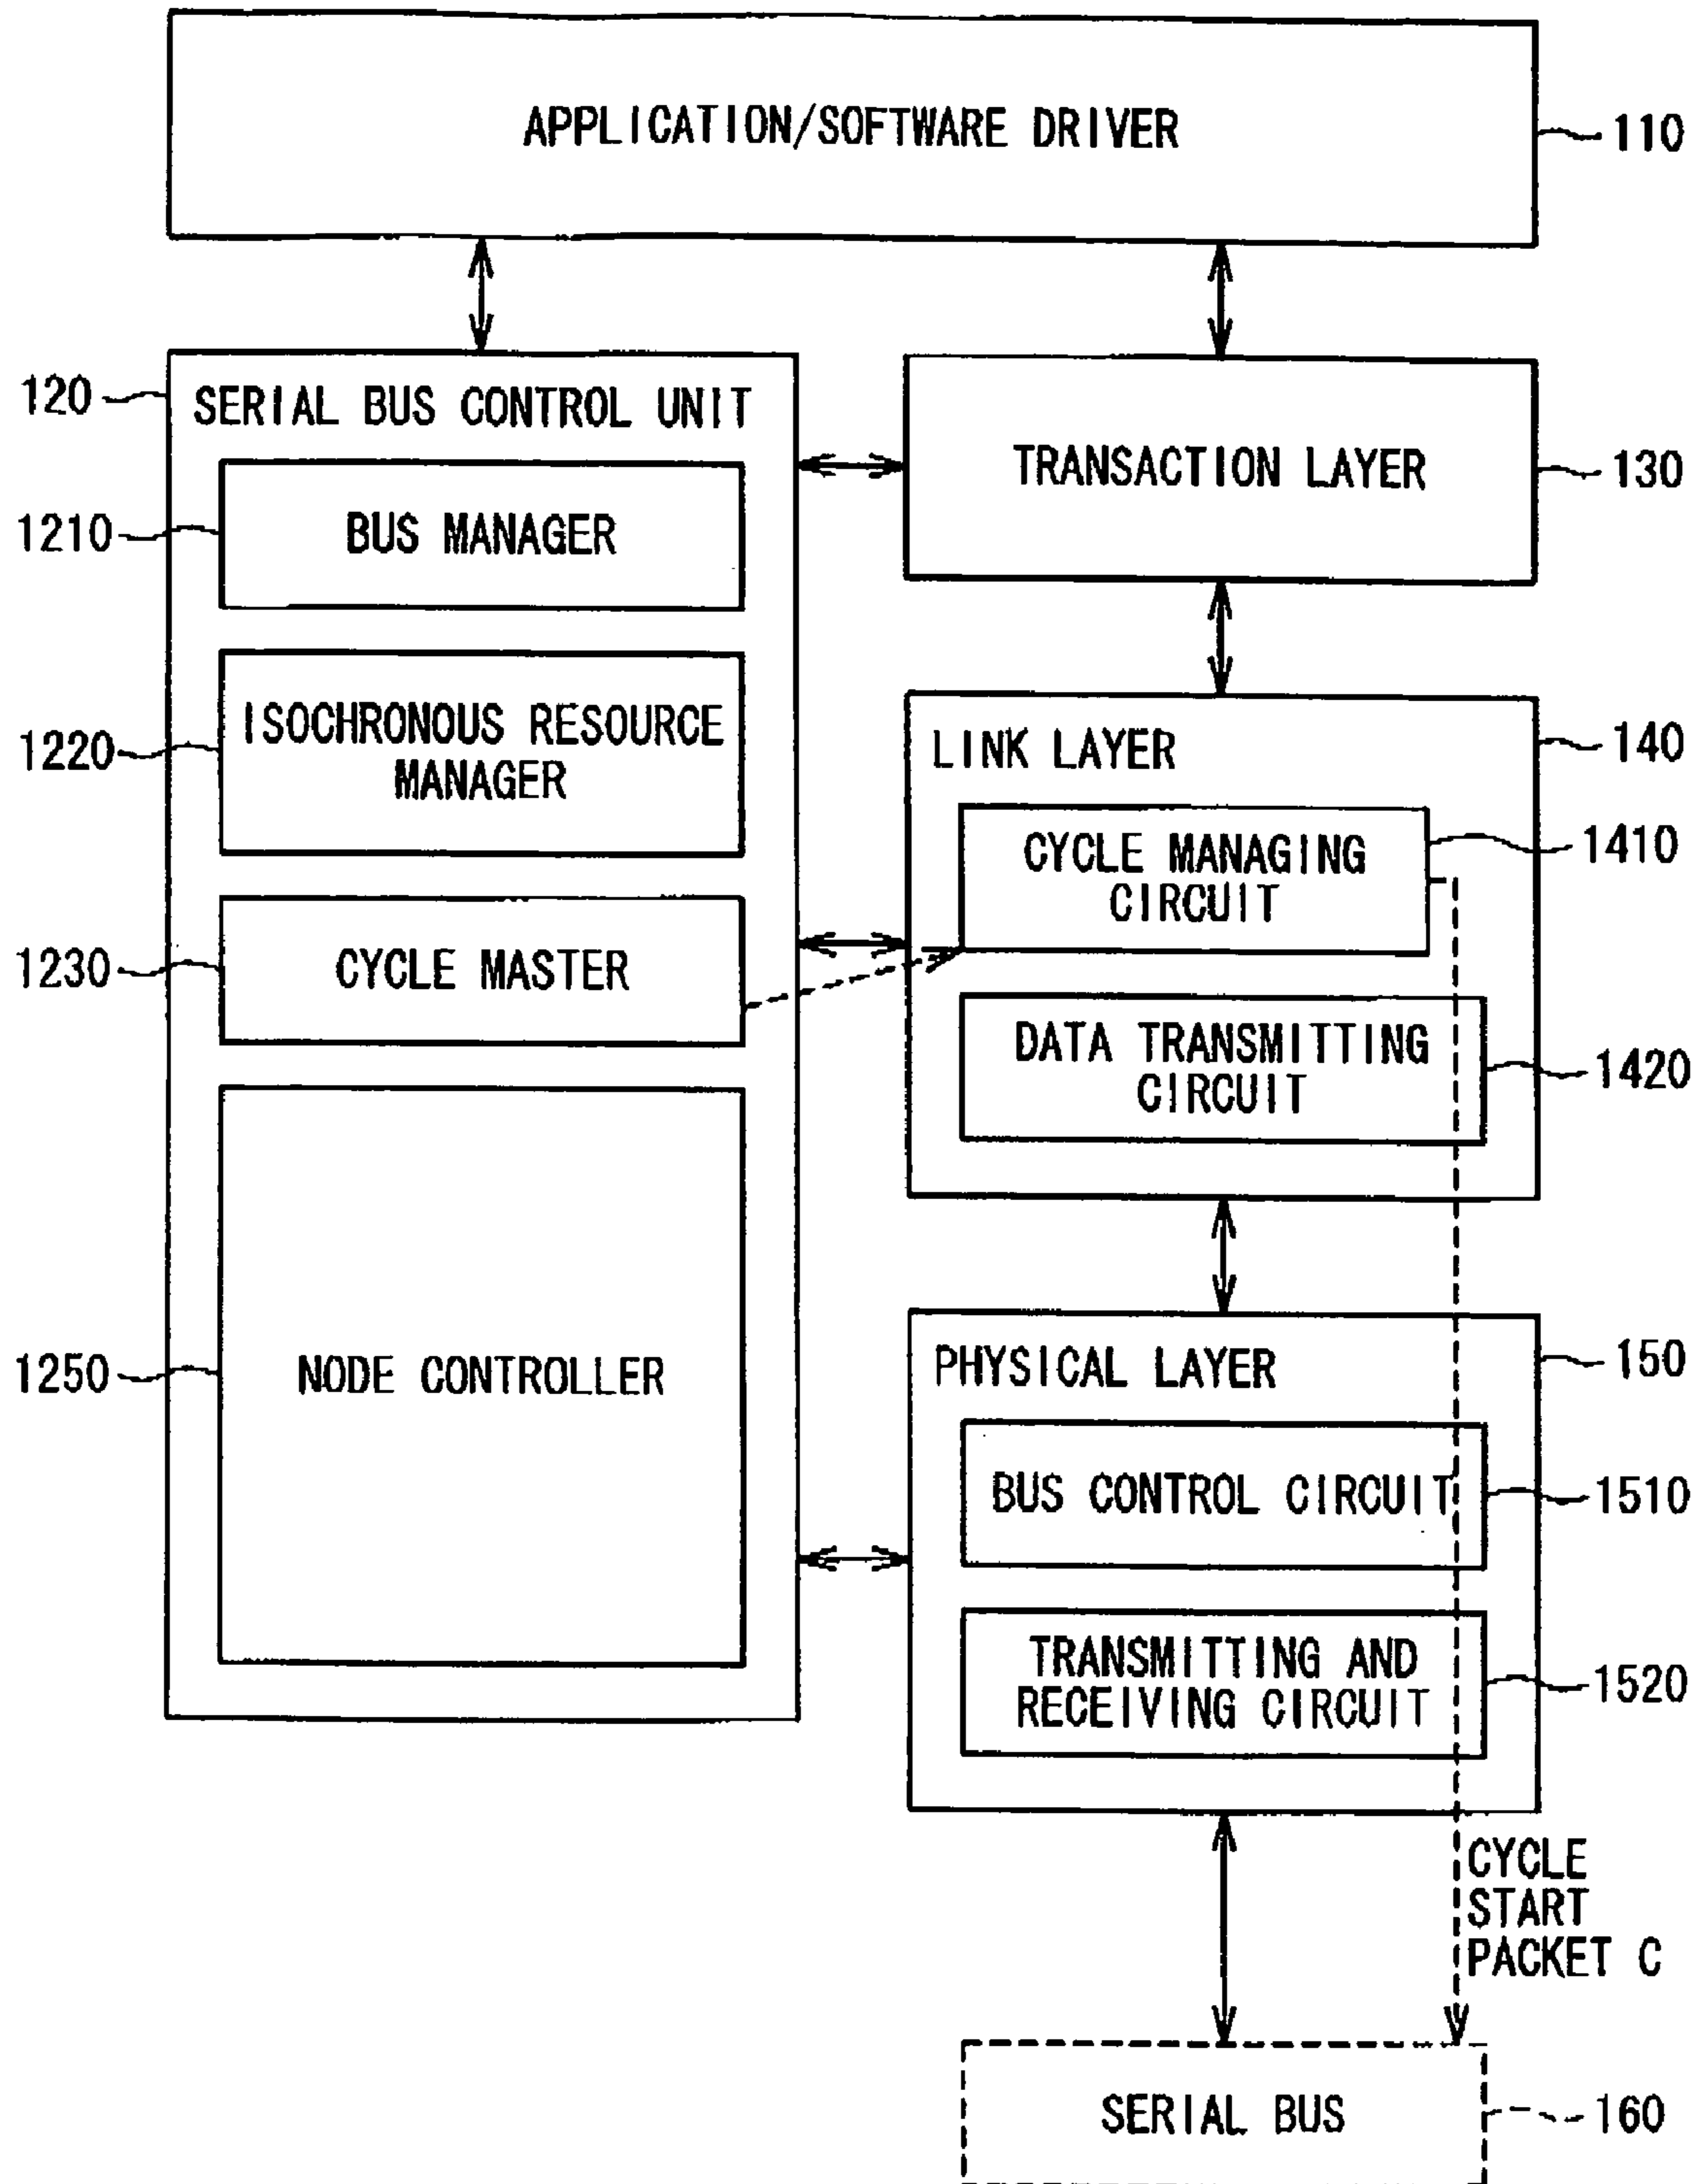 APPLICATION/SOFTWARE DRIVER
110
120
SERIAL BUS CONTROL UNIT
TRANSACTION LAYER
130
1210
BUS MANAGER
1220
ISOCHRONOUS RESOURCE
MANAGER
LINK LAYER
140
CYCLE MANAGING
CIRCUIT
1410
1230
CYCLE MASTER
DATA TRANSMITTING
CIRCUIT
1420
1250
NODE CONTROLLER
PHYSICAL LAYER
150
BUS CONTROL CIRCUIT
1510
TRANSMITTING AND
RECEIVING CIRCUIT
1520
CYCLE
START
PACKET C
SERIAL BUS
160